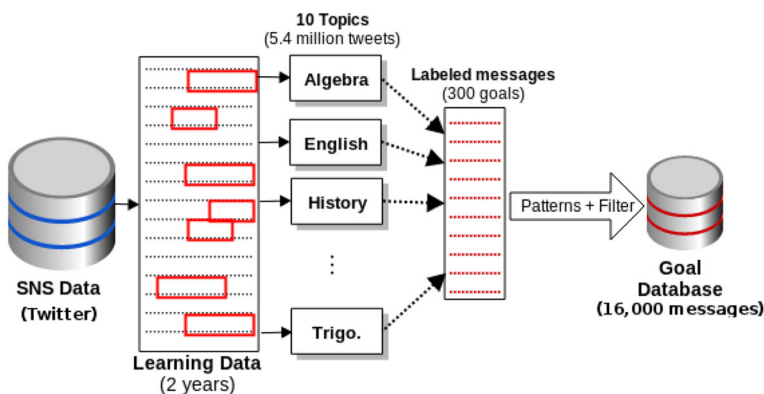 10 Topics
(5.4 million tweets)
Algebra
English
History
⋮
Trigo.
Labeled messages
(300 goals)
SNS Data
(Twitter)
Learning Data
(2 years)
Patterns + Filter
Goal
Database
(16,000 messages)